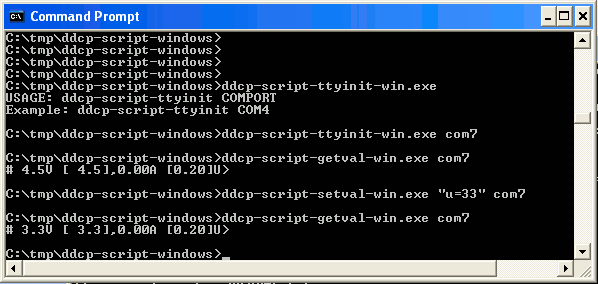 Command Prompt
C:\tmp\ddcp-script-windows>
C:\tmp\ddcp-script-windows>
C:\tmp\ddcp-script-windows>
C:\tmp\ddcp-script-windows>
C:\tmp\ddcp-script-windows>ddcp-script-ttyinit-win.exe
USAGE: ddcp-script-ttyinit COMPORT
Example: ddcp-script-ttyinit COM4
C:\tmp\ddcp-script-windows>ddcp-script-ttyinit-win.exe com7
C:\tmp\ddcp-script-windows>ddcp-script-getval-win.exe com7
# 4.5V [ 4.5],0.00A [0.20]U>
C:\tmp\ddcp-script-windows>ddcp-script-setval-win.exe "u=33" com7
C:\tmp\ddcp-script-windows>ddcp-script-getval-win.exe com7
# 3.3V [ 3.3],0.00A [0.20]U>
C:\tmp\ddcp-script-windows>_